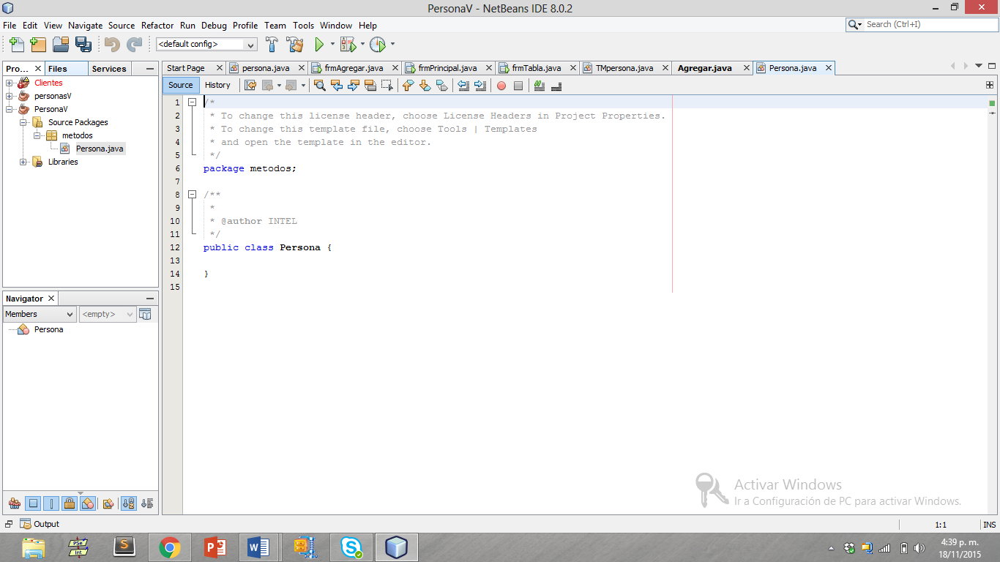 PersonaV - NetBeans IDE 8.0.2
File Edit View Navigate Source Refactor Run Debug Profile Team Tools Window Help
Search (Ctrl+I)
<default config>
Pro... Files Services
Clientes
personasV
PersonaV
Source Packages
metodos
Persona.java
Libraries
Navigator
Members <empty>
Persona
Start Page persona.java frmAgregar.java frmPrincipal.java frmTabla.java TMpersona.java Agregar.java Persona.java
Source History
1 /*
2 * To change this license header, choose License Headers in Project Properties.
3 * To change this template file, choose Tools | Templates
4 * and open the template in the editor.
5 */
6 package metodos;
7
8 /**
9 *
10 * @author INTEL
11 */
12 public class Persona {
13
14 }
15
Activar Windows
Ir a Configuración de PC para activar Windows.
Output
1:1 INS
PSe
Int
S
P
W
S
4:39 p. m.
18/11/2015